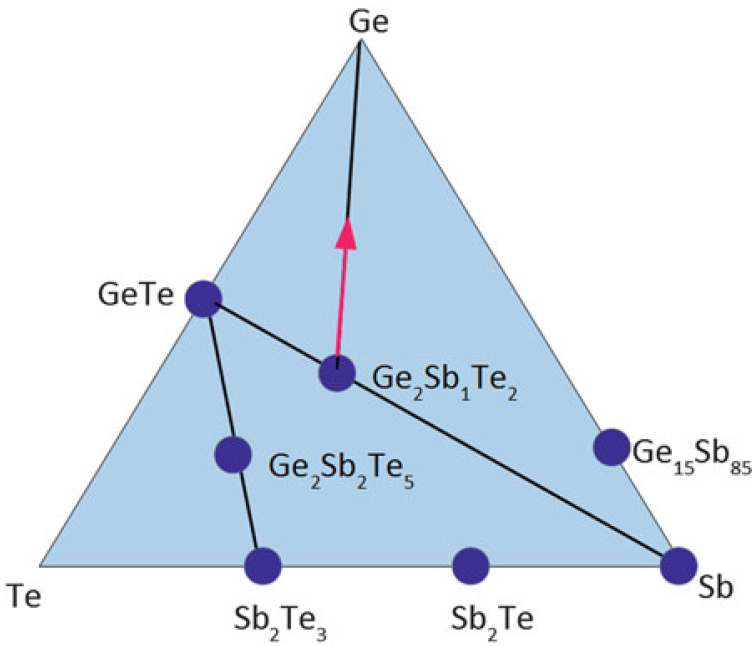 Ge
GeTe
Ge₂Sb₁Te₂
Ge₁₅Sb₈₅
Ge₂Sb₂Te₅
Te
Sb
Sb₂Te₃
Sb₂Te